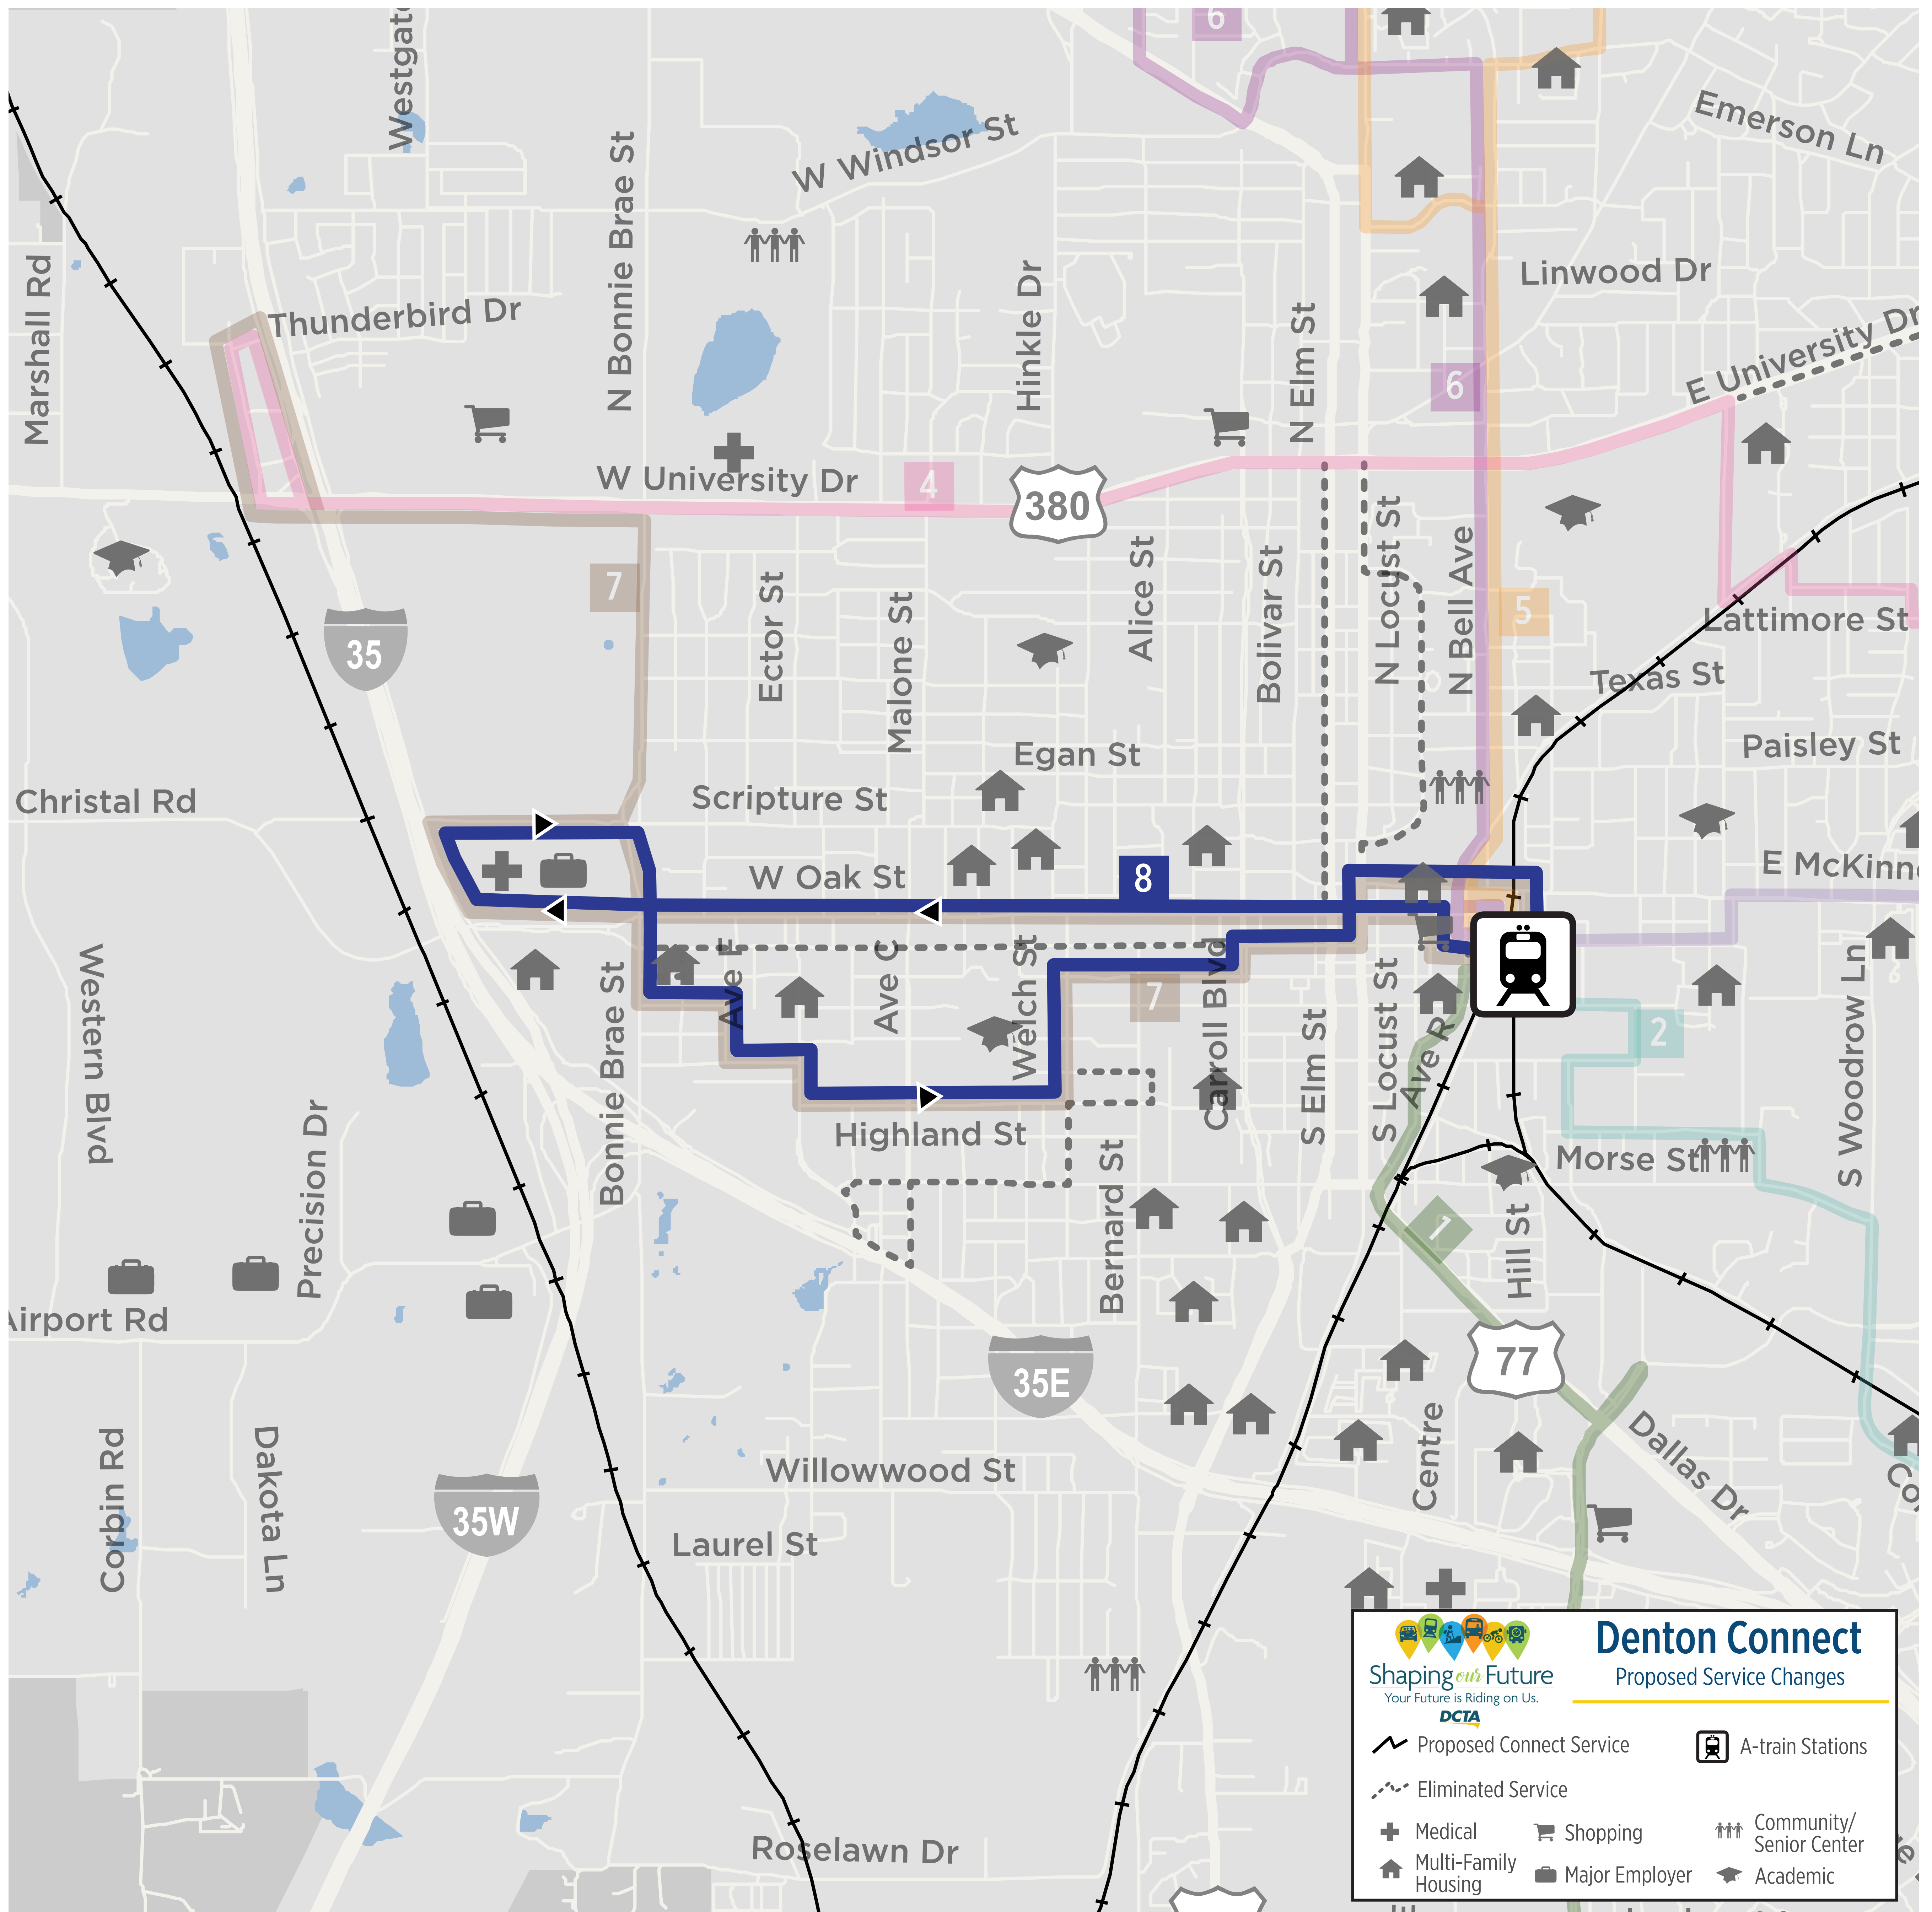 6
Westgat
Emerson Ln
W Windsor St
N Bonnie Brae St
Marshall Rd
Thunderbird Dr
Hinkle Dr
N Elm St
Linwood Dr
E University Dr
6
W University Dr
4
380
7
35
Ector St
Malone St
Alice St
Bolivar St
N Locust St
N Bell Ave
5
Lattimore St
Texas St
Paisley St
Egan St
Christal Rd
Scripture St
W Oak St
8
E McKinn
Western Blvd
Bonnie Brae St
Ave F
Ave C
Welch St
7
Carroll Blvd
S Elm St
S Locust St
Ave R
2
S Woodrow Ln
Highland St
Morse St
Precision Dr
Bernard St
1
Hill St
Airport Rd
35E
77
Corbin Rd
Dakota Ln
35W
Willowwood St
Centre
Dallas Dr
Co
Laurel St
Roselawn Dr
Shaping our Future
Your Future is Riding on Us.
DCTA
Denton Connect
Proposed Service Changes
Proposed Connect Service
A-train Stations
Eliminated Service
Medical
Shopping
Community/
Senior Center
Multi-Family
Housing
Major Employer
Academic